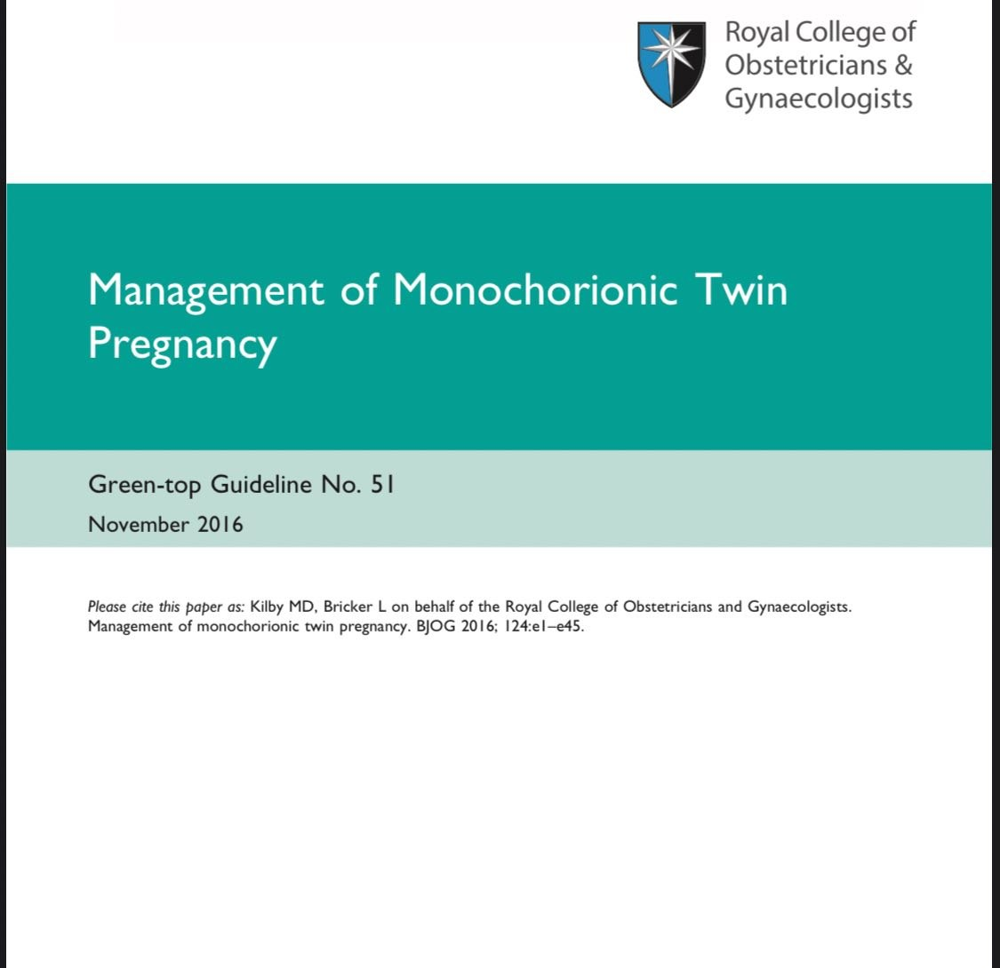 Royal College of
Obstetricians &
Gynaecologists
Management of Monochorionic Twin
Pregnancy
Green-top Guideline No. 51
November 2016
Please cite this paper as: Kilby MD, Bricker L on behalf of the Royal College of Obstetricians and Gynaecologists.
Management of monochorionic twin pregnancy. BJOG 2016; 124:e1–e45.